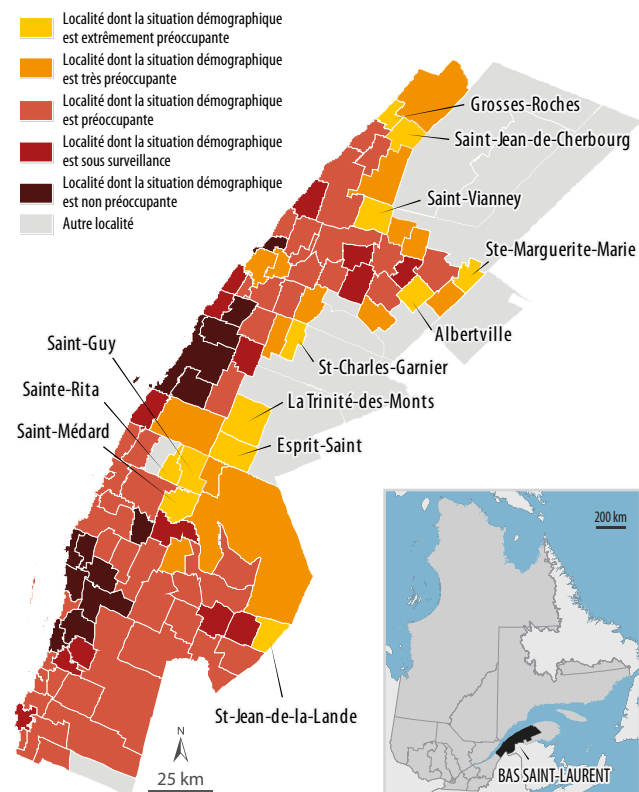 Localité dont la situation démographique
est extrêmement préoccupante
Localité dont la situation démographique
est très préoccupante
Localité dont la situation démographique
est préoccupante
Localité dont la situation démographique
est sous surveillance
Localité dont la situation démographique
est non préoccupante
Autre localité
Grosses-Roches
Saint-Jean-de-Cherbourg
Saint-Vianney
Ste-Marguerite-Marie
Albertville
St-Charles-Garnier
Saint-Guy
Sainte-Rita
La Trinité-des-Monts
Saint-Médard
Esprit-Saint
St-Jean-de-la-Lande
N
25 km
200 km
BAS SAINT-LAURENT